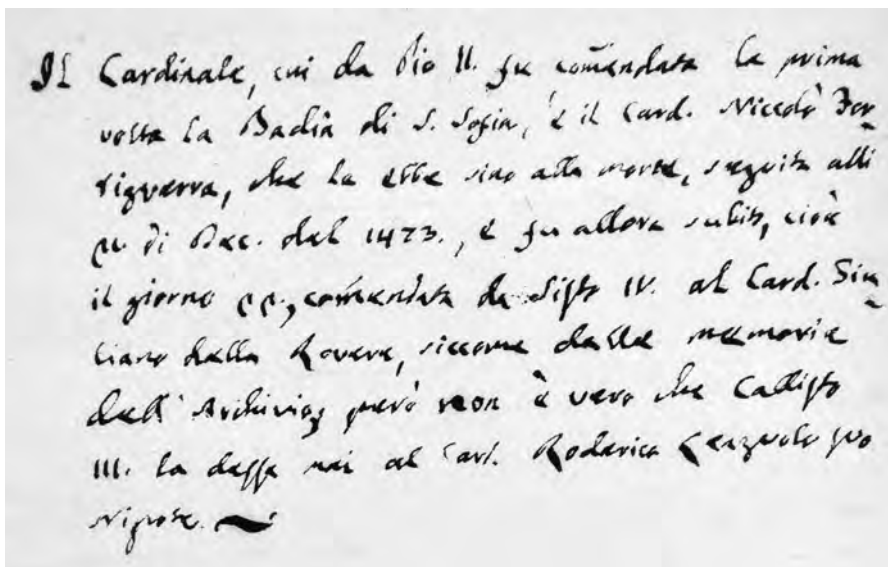 Il Cardinale, cui da Pio II. fu comendata la prima
volta la Badia di S. Sofia, è il Card. Niccolò For
tiguerra, che la ebbe sino alla morte, seguita alli
di Dec. del 1473., e fu allora subito, cioè
il giorno 22., comendata da Sisto IV. al Card. Giu
liano della Rovere, siccome dalle memorie
dell'Archivio; però non è vero che Callisto
III. la desse mai al Card. Roderico Lenzuolo suo
Nipote.